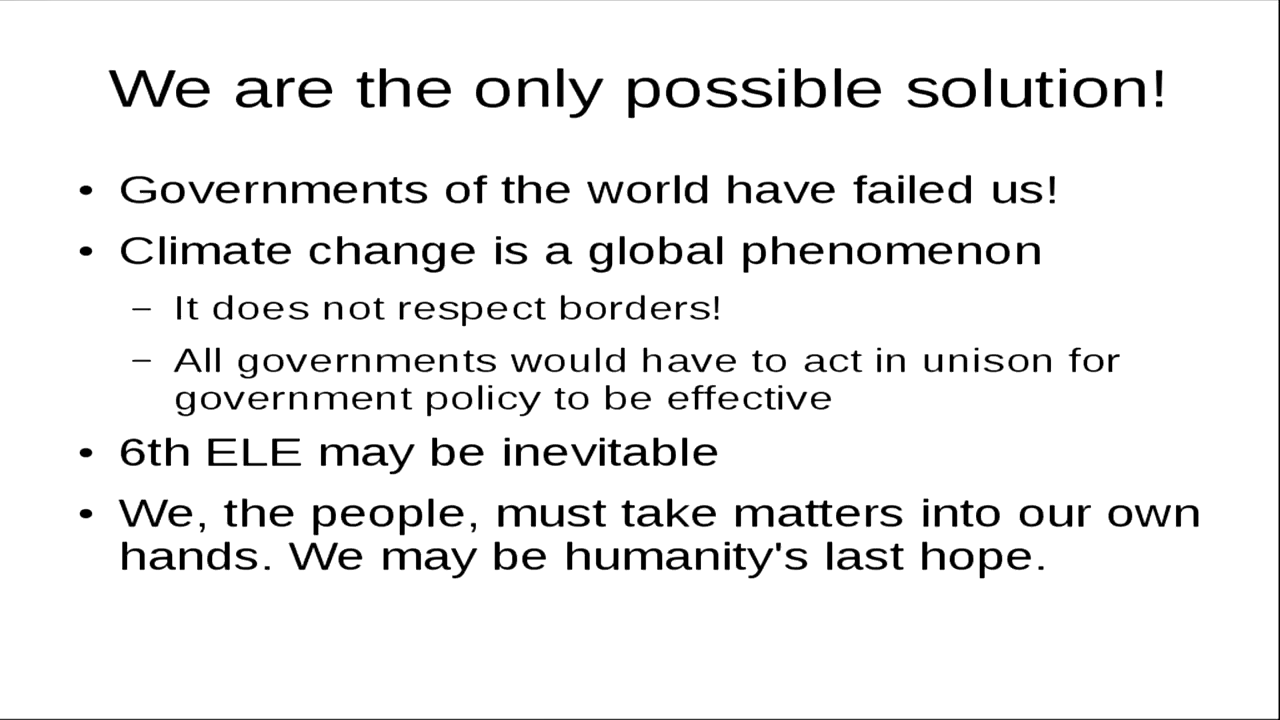 We are the only possible solution!
• Governments of the world have failed us!
• Climate change is a global phenomenon
– It does not respect borders!
– All governments would have to act in unison for
government policy to be effective
• 6th ELE may be inevitable
• We, the people, must take matters into our own
hands. We may be humanity's last hope.